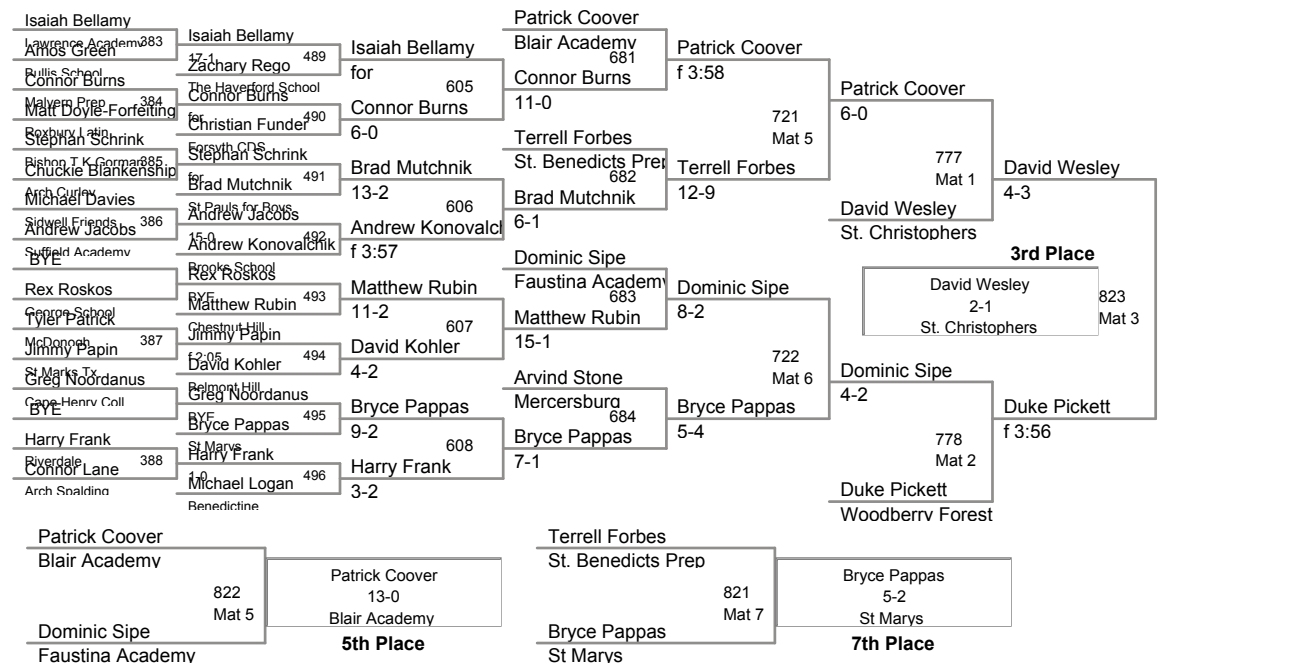 Isaiah Bellamy
Lawrence Academy
383
Amos Green
Bullis School
Connor Burns
Malvern Prep
384
Matt Doyle-Forfeiting
Roxbury Latin
Stephan Schrink
Bishop T K Gorman
385
Chuckie Blankenship
Arch Curley
Michael Davies
Sidwell Friends
386
Andrew Jacobs
Suffield Academy
BYE
Rex Roskos
George School
Tyler Patrick
McDonogh
387
Jimmy Papin
St Marks Tx
Greg Noordanus
Cape Henry Coll
BYE
Harry Frank
Riverdale
388
Connor Lane
Arch Spalding
Isaiah Bellamy
17-1
489
Zachary Rego
The Haverford School
Connor Burns
for
490
Christian Funder
Forsyth CDS
Stephan Schrink
for
491
Brad Mutchnik
St Pauls for Boys
Andrew Jacobs
15-0
492
Andrew Konovalchik
Brooks School
Rex Roskos
BYE
493
Matthew Rubin
Chestnut Hill
Jimmy Papin
f 2:05
494
David Kohler
Belmont Hill
Greg Noordanus
BYE
495
Bryce Pappas
St Marys
Harry Frank
1-0
496
Michael Logan
Benedictine
Isaiah Bellamy
for
605
Connor Burns
6-0
Brad Mutchnik
13-2
606
Andrew Konovalch
f 3:57
Matthew Rubin
11-2
607
David Kohler
4-2
Bryce Pappas
9-2
608
Harry Frank
3-2
Patrick Coover
Blair Academy
681
Connor Burns
11-0
Terrell Forbes
St. Benedicts Prep
682
Brad Mutchnik
6-1
Dominic Sipe
Faustina Academy
683
Matthew Rubin
15-1
Arvind Stone
Mercersburg
684
Bryce Pappas
7-1
Patrick Coover
f 3:58
721
Mat 5
Terrell Forbes
12-9
Dominic Sipe
8-2
722
Mat 6
Bryce Pappas
5-4
Patrick Coover
6-0
777
Mat 1
David Wesley
St. Christophers
Dominic Sipe
4-2
778
Mat 2
Duke Pickett
Woodberry Forest
David Wesley
4-3
3rd Place
David Wesley
2-1
St. Christophers
823
Mat 3
Duke Pickett
f 3:56
Patrick Coover
Blair Academy
822
Mat 5
Dominic Sipe
Faustina Academy
Patrick Coover
13-0
Blair Academy
5th Place
Terrell Forbes
St. Benedicts Prep
821
Mat 7
Bryce Pappas
St Marys
Bryce Pappas
5-2
St Marys
7th Place